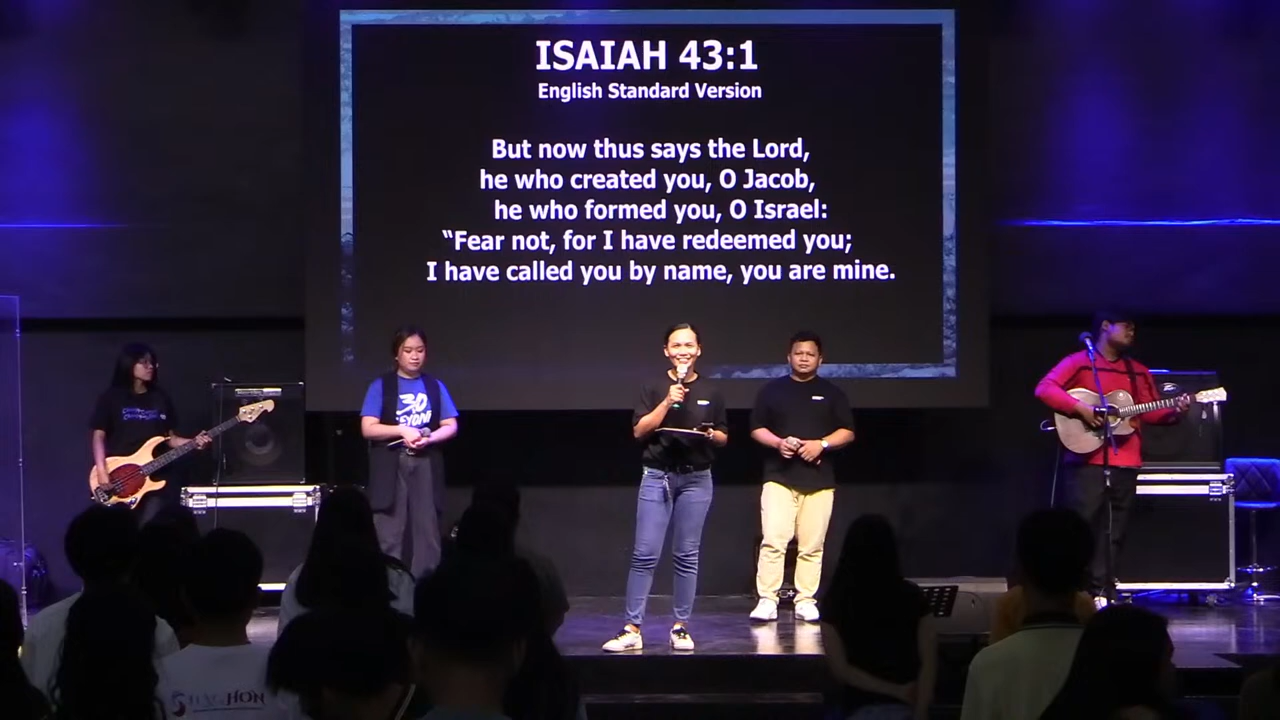 ISAIAH 43:1
English Standard Version
But now thus says the Lord,
he who created you, O Jacob,
he who formed you, O Israel:
“Fear not, for I have redeemed you;
I have called you by name, you are mine.